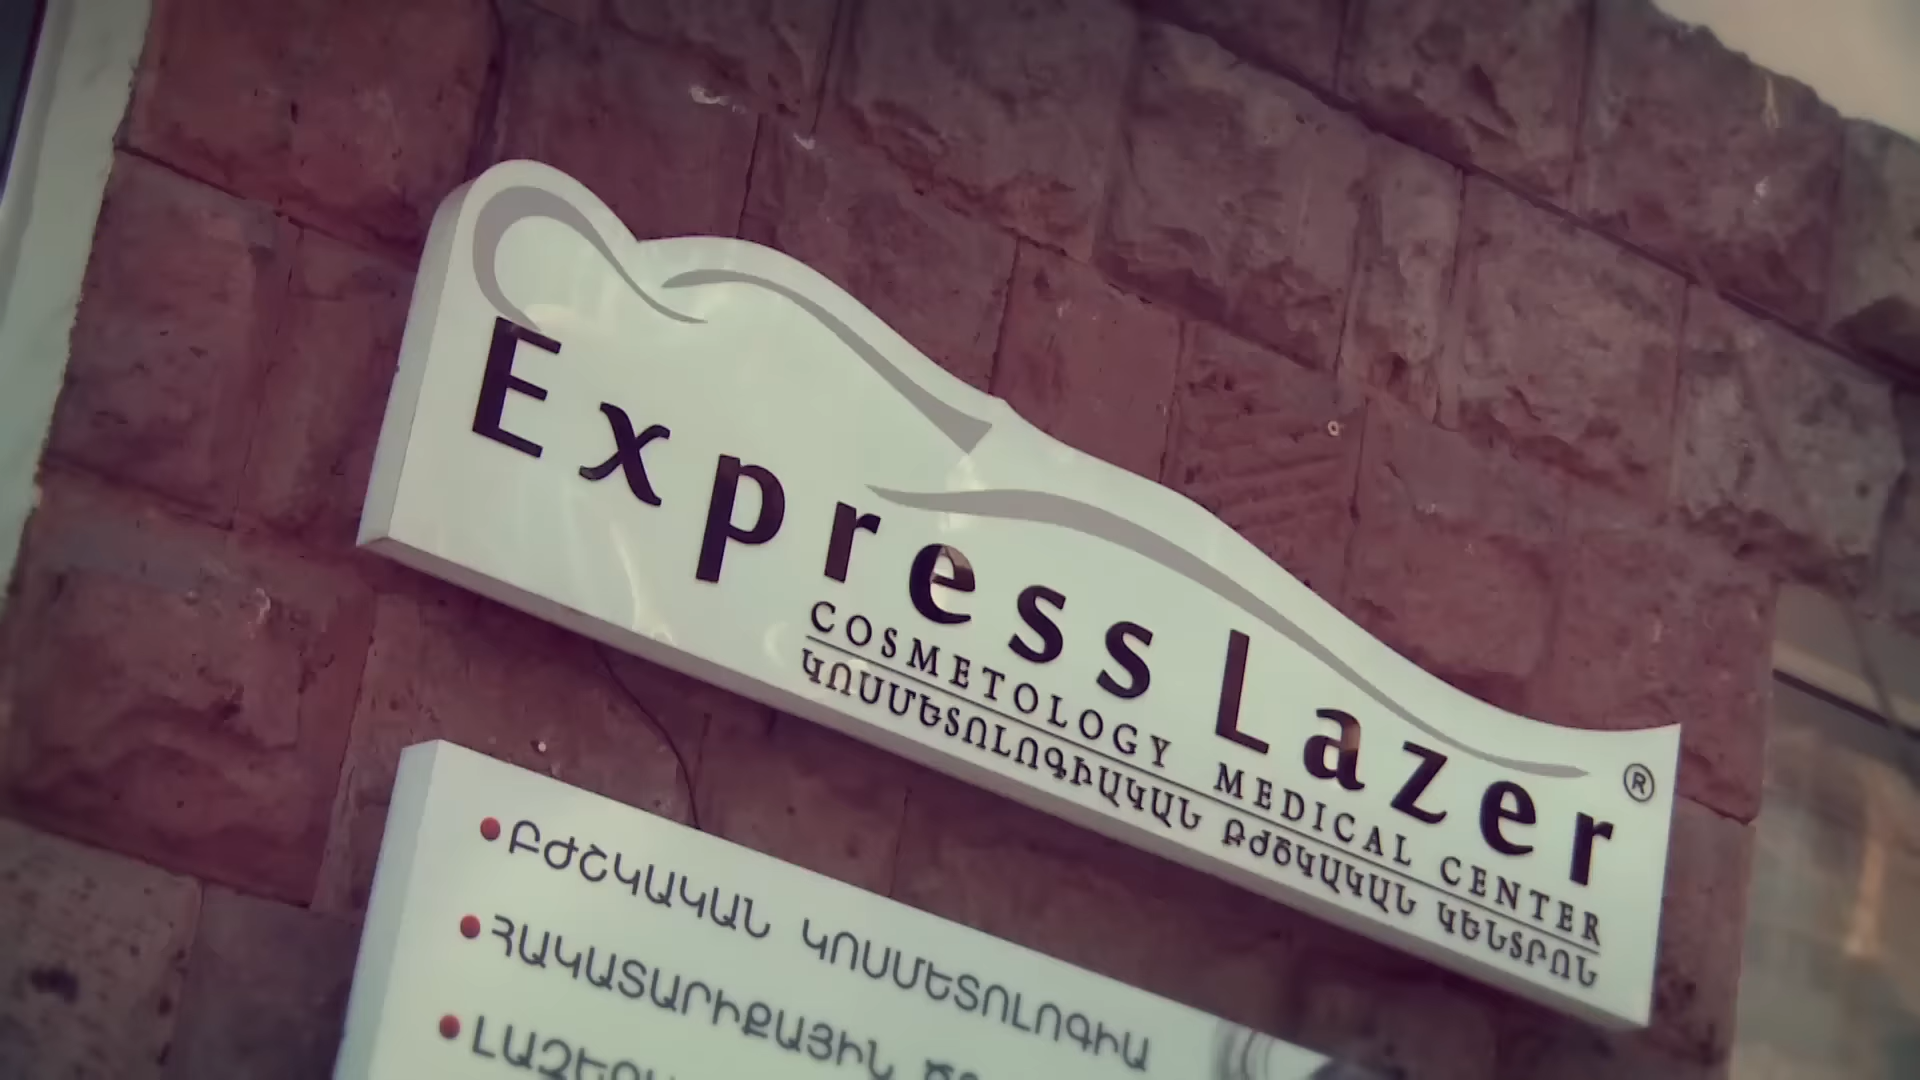 Express Lazer ®
COSMETOLOGY MEDICAL CENTER
ԿՈՍՄԵՏՈԼՈԳԻԱԿԱՆ ԲԺՇԿԱԿԱՆ ԿԵՆՏՐՈՆ
• ԲԺՇԿԱԿԱՆ ԿՈՍՄԵՏՈԼՈԳԻԱ
• ՀԱԿԱՏԱՐԻՔԱՅԻՆ